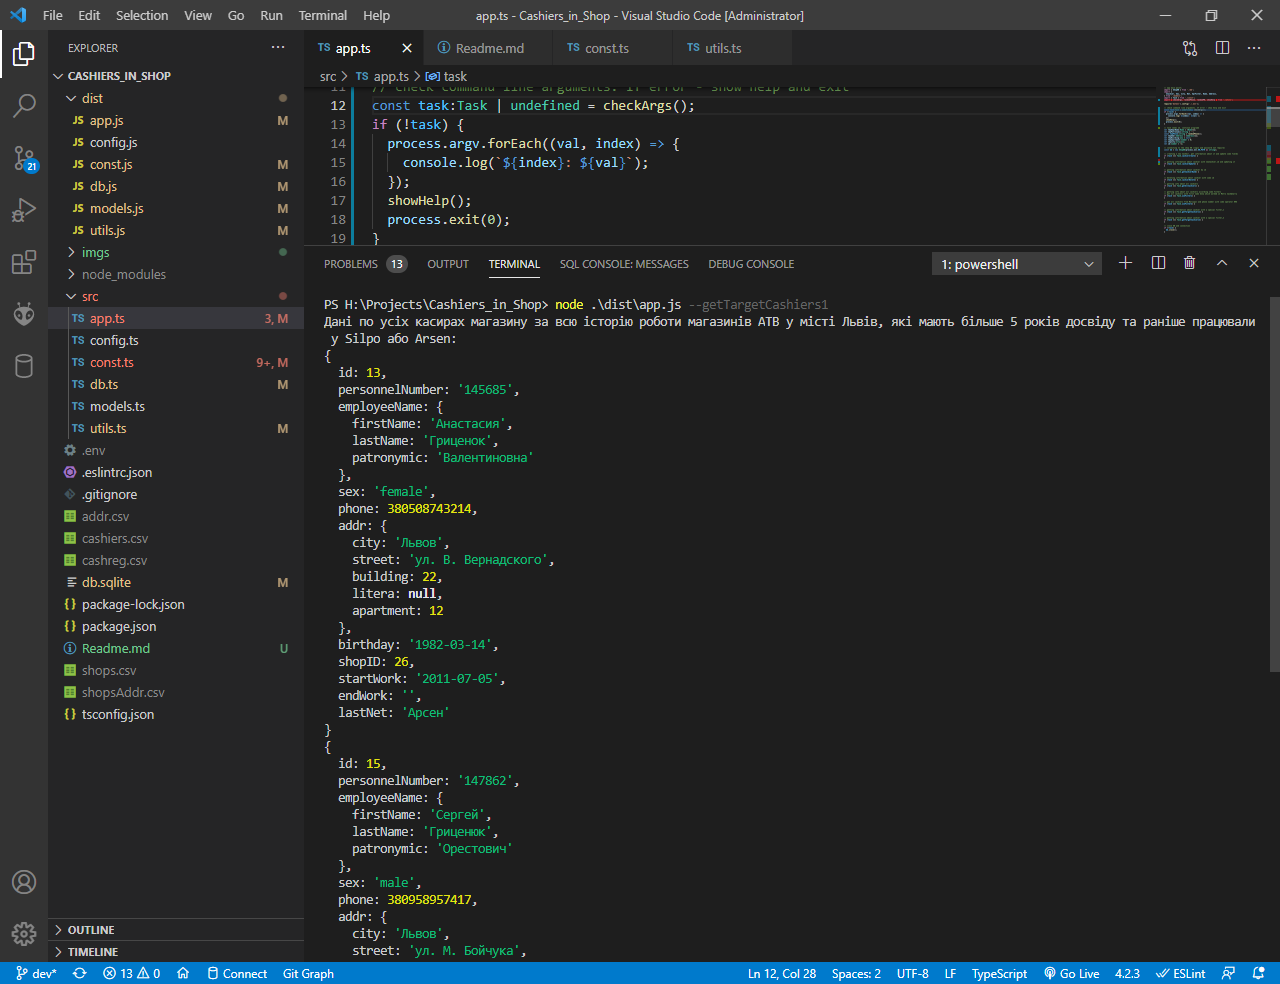 File Edit Selection View Go Run Terminal Help
app.ts - Cashiers_in_Shop - Visual Studio Code [Administrator]
EXPLORER
CASHIERS_IN_SHOP
dist
JS app.js M
JS config.js
JS const.js M
JS db.js M
JS models.js M
JS utils.js M
imgs
node_modules
src
TS app.ts 3, M
TS config.ts
TS const.ts 9+, M
TS db.ts M
TS models.ts
TS utils.ts M
.env
.eslintrc.json
.gitignore
addr.csv
cashiers.csv
cashreg.csv
db.sqlite M
{} package-lock.json
{} package.json
Readme.md U
shops.csv
shopsAddr.csv
{} tsconfig.json
OUTLINE
TIMELINE
21
TS app.ts Readme.md TS const.ts TS utils.ts
src > TS app.ts > task
11 // Check command line arguments. If error - show help and exit
12 const task:Task | undefined = checkArgs();
13 if (!task) {
14 process.argv.forEach((val, index) => {
15 console.log(`${index}: ${val}`);
16 });
17 showHelp();
18 process.exit(0);
19 }
PROBLEMS 13 OUTPUT TERMINAL SQL CONSOLE: MESSAGES DEBUG CONSOLE 1: powershell
PS H:\Projects\Cashiers_in_Shop> node .\dist\app.js --getTargetCashiers1
Дані по усіх касирах магазину за всю історію роботи магазинів АТВ у місті Львів, які мають більше 5 років досвіду та раніше працювали
у Silpo або Arsen:
{
id: 13,
personnelNumber: '145685',
employeeName: {
firstName: 'Анастасия',
lastName: 'Гриценок',
patronymic: 'Валентиновна'
},
sex: 'female',
phone: 380508743214,
addr: {
city: 'Львов',
street: 'ул. В. Вернадского',
building: 22,
litera: null,
apartment: 12
},
birthday: '1982-03-14',
shopID: 26,
startWork: '2011-07-05',
endWork: '',
lastNet: 'Арсен'
}
{
id: 15,
personnelNumber: '147862',
employeeName: {
firstName: 'Сергей',
lastName: 'Гриценюк',
patronymic: 'Орестович'
},
sex: 'male',
phone: 380958957417,
addr: {
city: 'Львов',
street: 'ул. М. Бойчука',
dev* 13 0 Connect Git Graph Ln 12, Col 28 Spaces: 2 UTF-8 LF TypeScript Go Live 4.2.3 ESLint